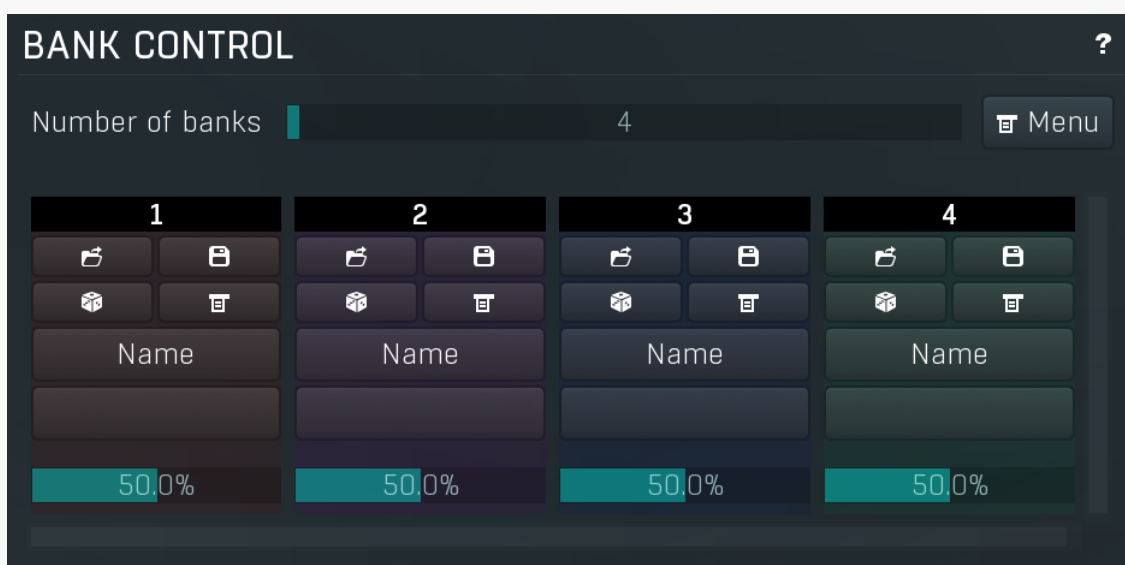 BANK CONTROL ?
Number of banks 4 Menu
1 2 3 4
Name Name Name Name
50.0% 50.0% 50.0% 50.0%